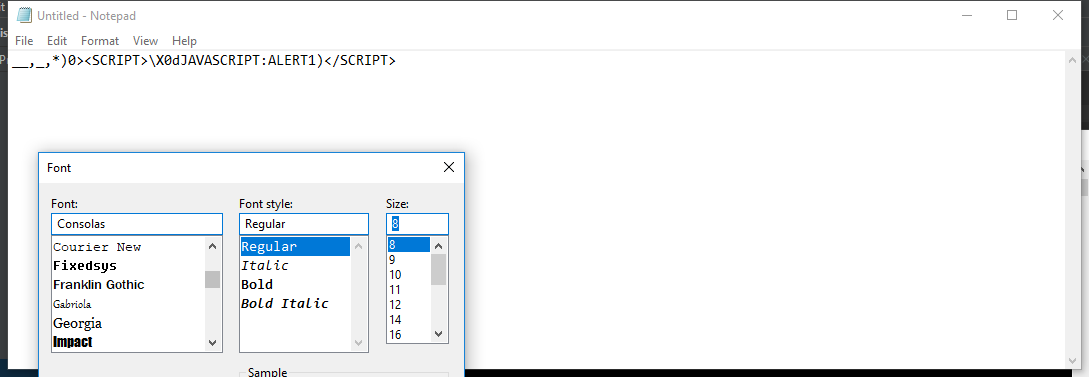 Untitled - Notepad
File Edit Format View Help
__,_,*)0><SCRIPT>\X0dJAVASCRIPT:ALERT1)</SCRIPT>
Font
Font: Font style: Size:
Consolas Regular 8
Courier New Regular 8
Fixedsys Italic 9
Franklin Gothic Bold 10
Gabriola Bold Italic 11
Georgia 12
Impact 14
16
Sample